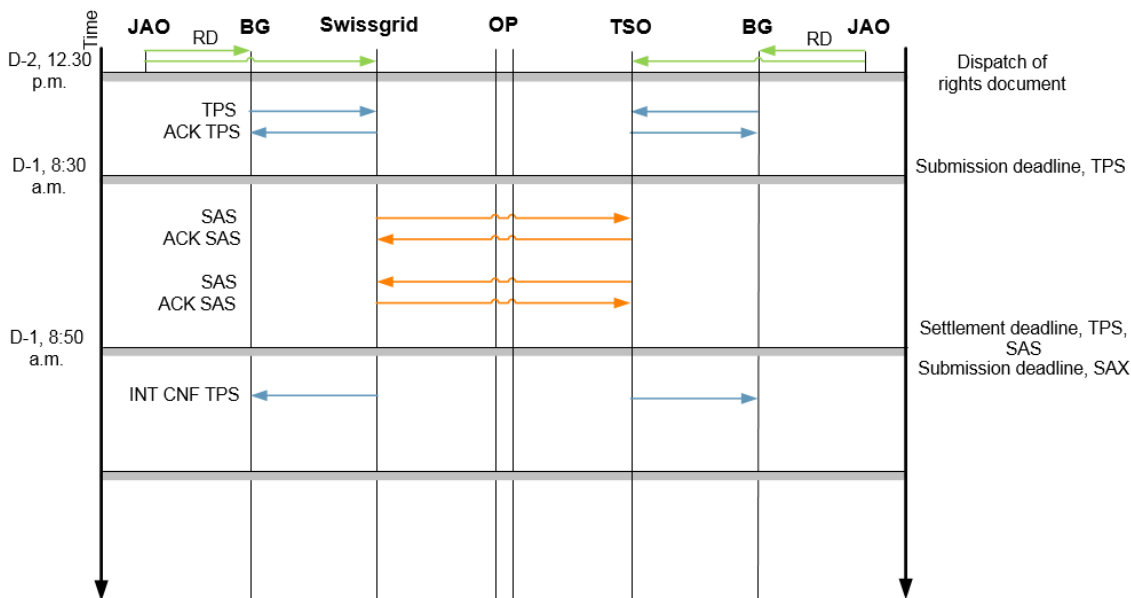 Time
JAO BG Swissgrid OP TSO BG JAO
RD RD
D-2, 12.30
p.m.
Dispatch of
rights document
TPS
ACK TPS
D-1, 8:30
a.m.
Submission deadline, TPS
SAS
ACK SAS
SAS
ACK SAS
D-1, 8:50
a.m.
Settlement deadline, TPS,
SAS
Submission deadline, SAX
INT CNF TPS